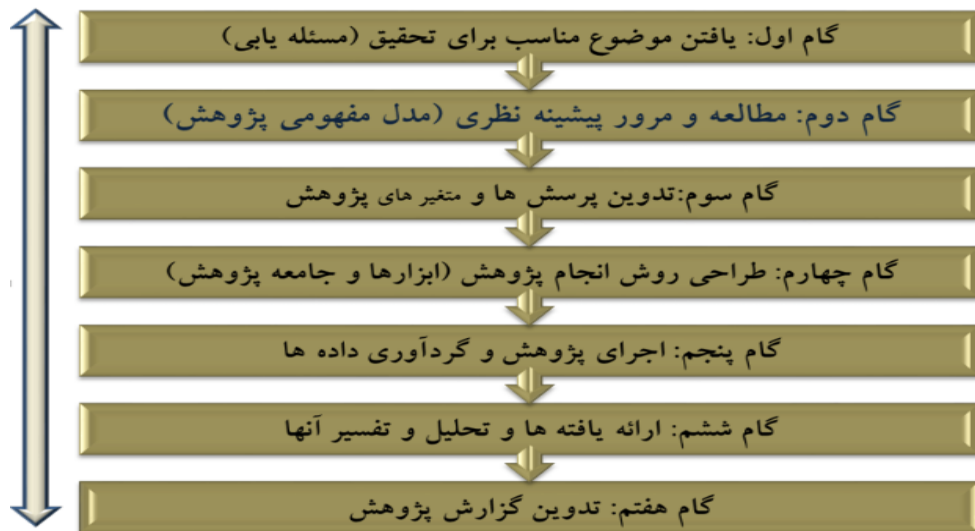 گام اول: یافتن موضوع مناسب برای تحقیق (مسئله یابی)
گام دوم: مطالعه و مرور پیشینه نظری (مدل مفهومی پژوهش)
گام سوم:تدوین پرسش ها و متغیر های پژوهش
گام چهارم: طراحی روش انجام پژوهش (ابزارها و جامعه پژوهش)
گام پنجم: اجرای پژوهش و گردآوری داده ها
گام ششم: ارائه یافته ها و تحلیل و تفسیر آنها
گام هفتم: تدوین گزارش پژوهش